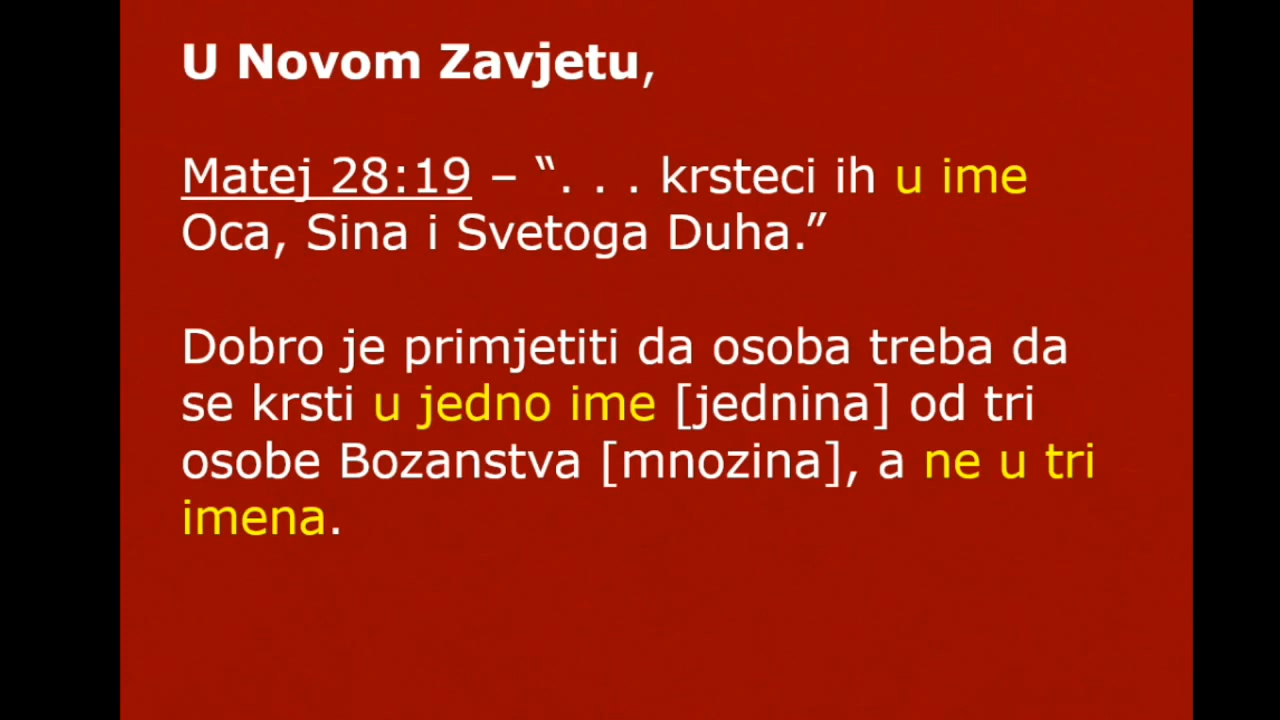 U Novom Zavjetu,
Matej 28:19 – “. . . krsteci ih u ime
Oca, Sina i Svetoga Duha.”
Dobro je primjetiti da osoba treba da
se krsti u jedno ime [jednina] od tri
osobe Bozanstva [mnozina], a ne u tri
imena.